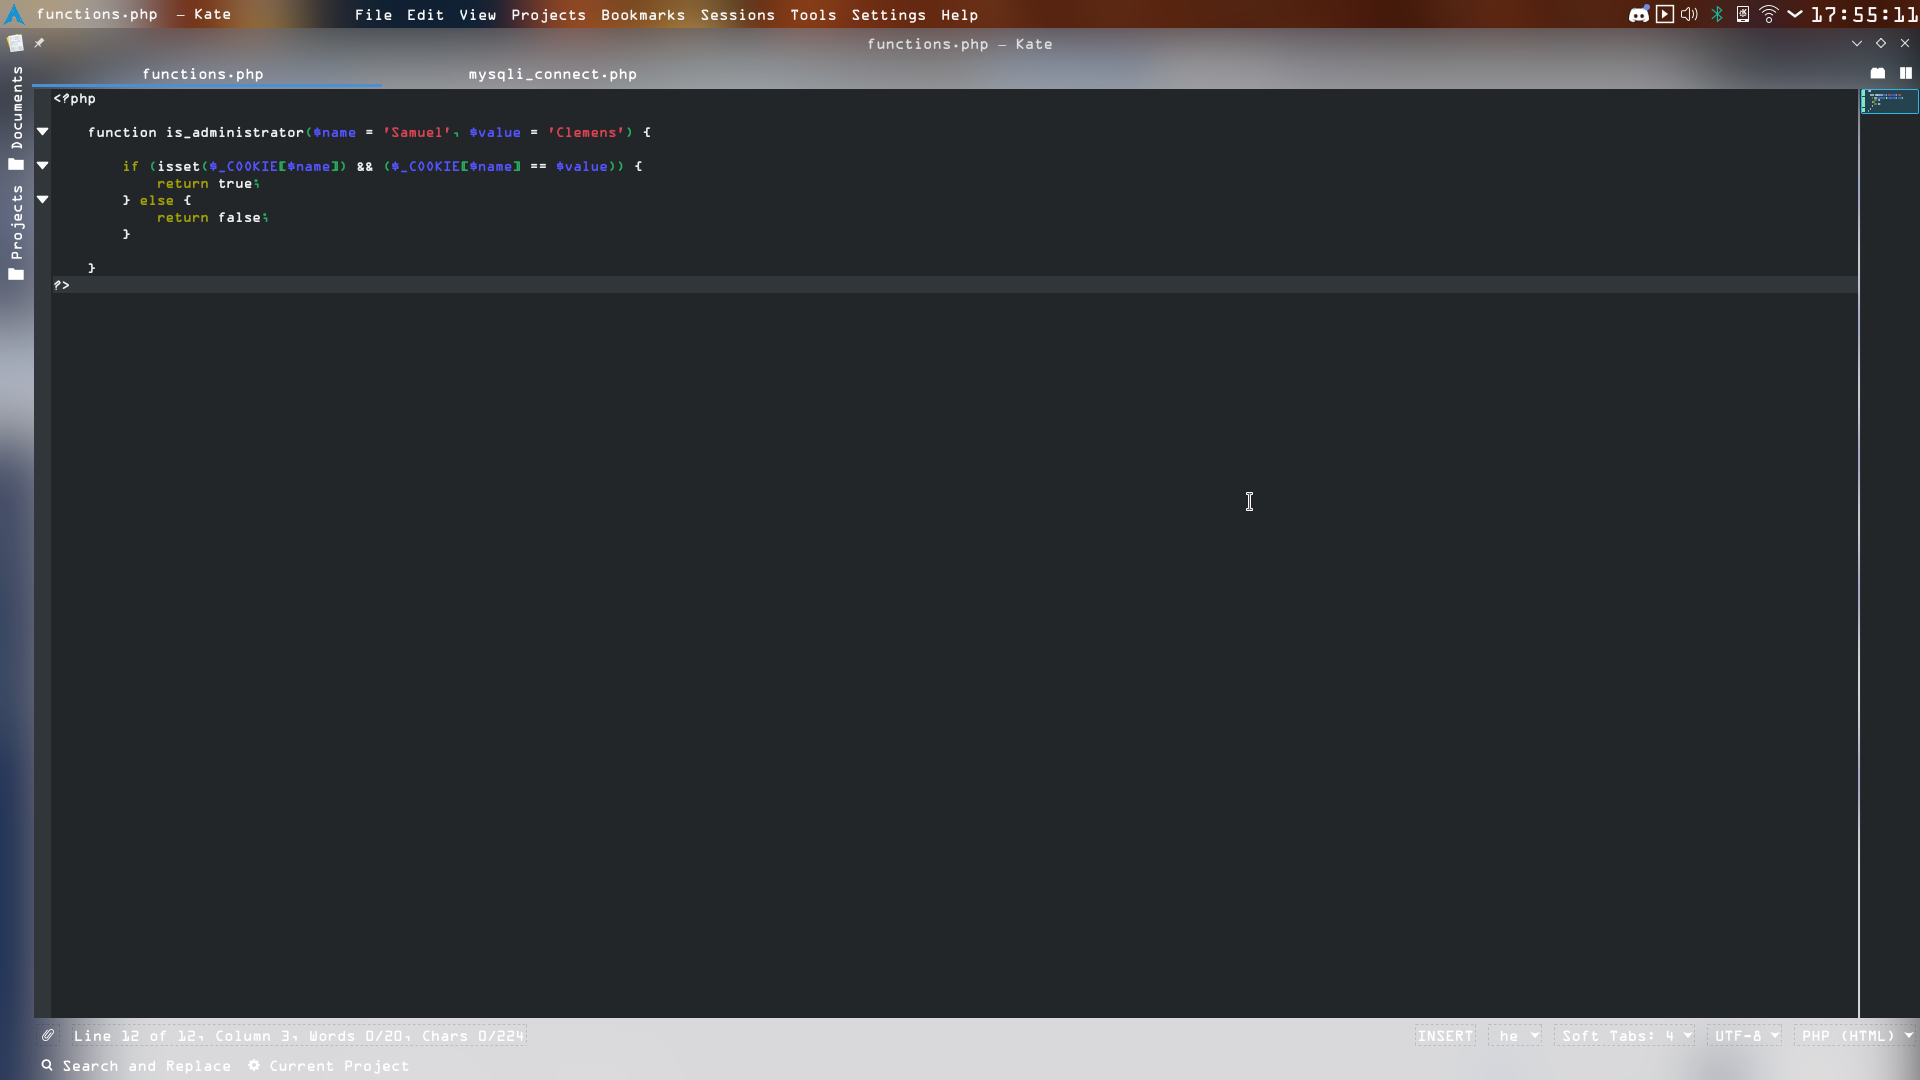 functions.php – Kate File Edit View Projects Bookmarks Sessions Tools Settings Help 17:55:11
functions.php – Kate
functions.php mysqli_connect.php
Documents
Projects
<?php
function is_administrator($name = 'Samuel', $value = 'Clemens') {
if (isset($_COOKIE[$name]) && ($_COOKIE[$name] == $value)) {
return true;
} else {
return false;
}
}
?>
Line 12 of 12, Column 3, Words 0/20, Chars 0/224 INSERT he Soft Tabs: 4 UTF-8 PHP (HTML)
Search and Replace Current Project